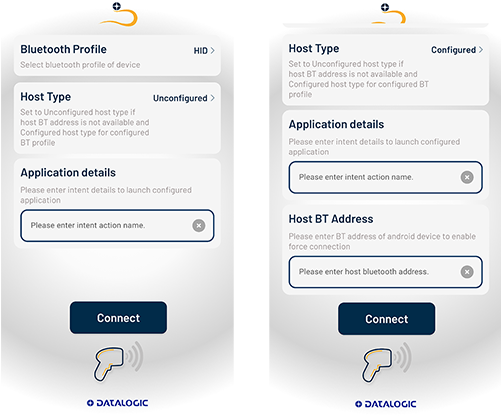 Bluetooth Profile
HID >
Select bluetooth profile of device
Host Type
Unconfigured >
Set to Unconfigured host type if
host BT address is not available and
Configured host type for configured
BT profile
Application details
Please enter intent details to launch configured
application
Please enter intent action name.
Connect
DATALOGIC
Host Type
Configured >
Set to Unconfigured host type if
host BT address is not available and
Configured host type for configured BT
profile
Application details
Please enter intent details to launch configured
application
Please enter intent action name.
Host BT Address
Please enter BT address of android device to enable
force connection
Please enter host bluetooth address.
Connect
DATALOGIC